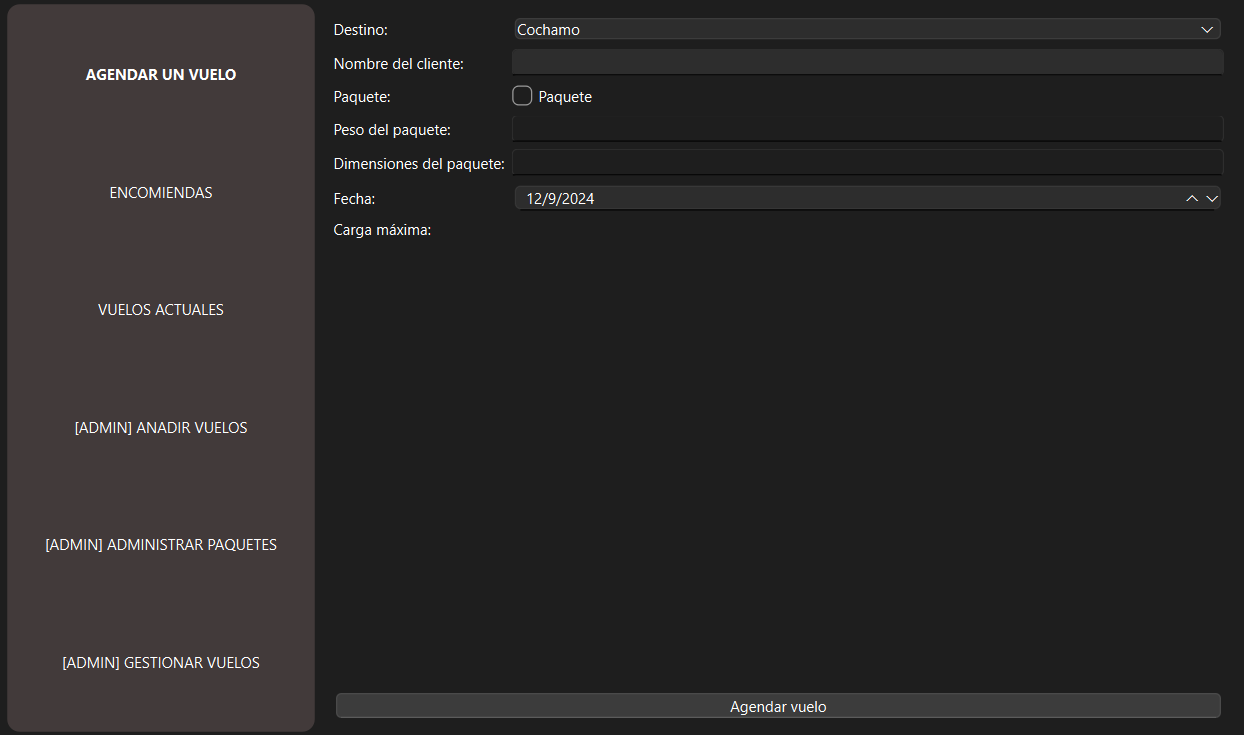 AGENDAR UN VUELO
ENCOMIENDAS
VUELOS ACTUALES
[ADMIN] ANADIR VUELOS
[ADMIN] ADMINISTRAR PAQUETES
[ADMIN] GESTIONAR VUELOS
Destino: Cochamo
Nombre del cliente:
Paquete: Paquete
Peso del paquete:
Dimensiones del paquete:
Fecha: 12/9/2024
Carga máxima:
Agendar vuelo